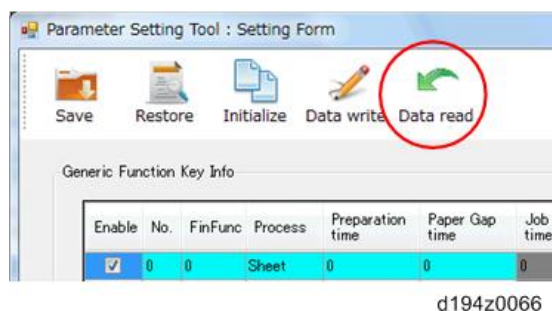 Parameter Setting Tool : Setting Form
Save Restore Initialize Data write Data read
Generic Function Key Info
Enable No. FinFunc Process Preparation time Paper Gap time Job time
0 0 Sheet 0 0 0
d194z0066